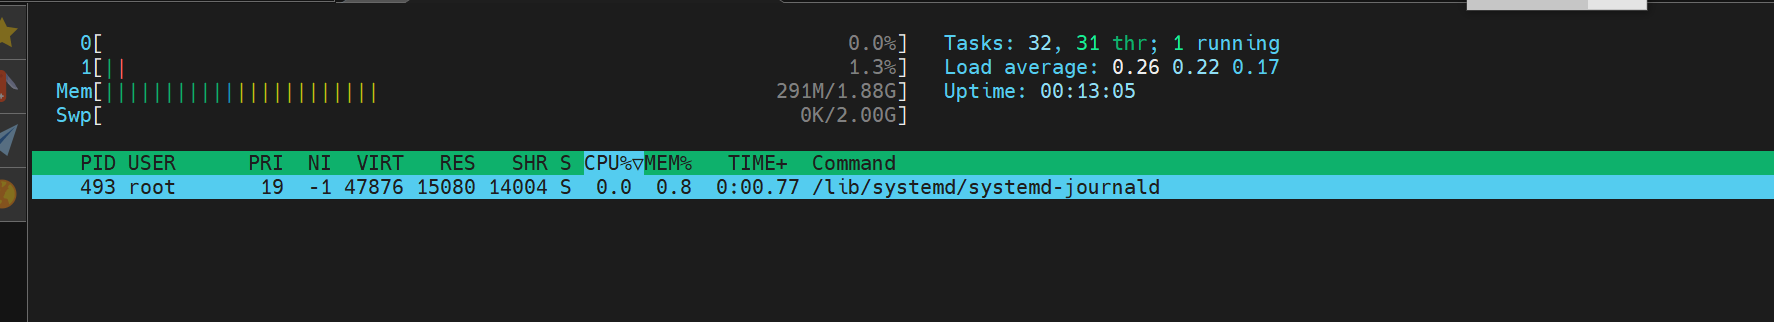 0[ 0.0%] Tasks: 32, 31 thr; 1 running
1[|| 1.3%] Load average: 0.26 0.22 0.17
Mem[||||||||||||||||||||||| 291M/1.88G] Uptime: 00:13:05
Swp[ 0K/2.00G]
PID USER PRI NI VIRT RES SHR S CPU%▽MEM% TIME+ Command
493 root 19 -1 47876 15080 14004 S 0.0 0.8 0:00.77 /lib/systemd/systemd-journald